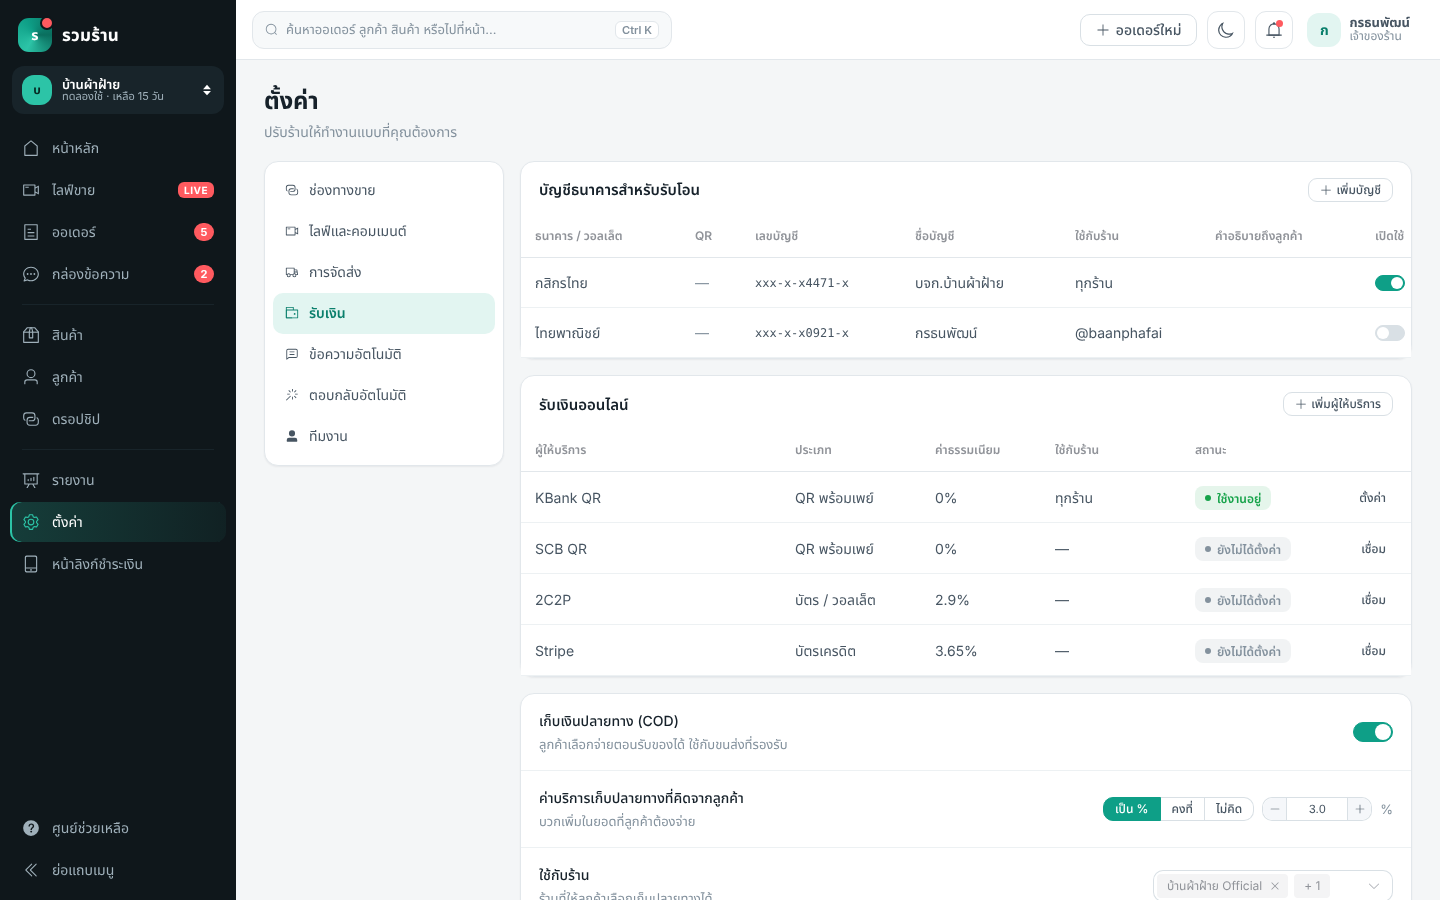 s รวมร้าน
ค้นหาออเดอร์ ลูกค้า สินค้า หรือไปที่หน้า... Ctrl K
ออเดอร์ใหม่
ก กรธนพัฒน์
เจ้าของร้าน
บ บ้านผ้าฝ้าย
ทดลองใช้ · เหลือ 15 วัน
หน้าหลัก
ไลฟ์ขาย LIVE
ออเดอร์ 5
กล่องข้อความ 2
สินค้า
ลูกค้า
ดรอปชิป
รายงาน
ตั้งค่า
หน้าลิงก์ชำระเงิน
ศูนย์ช่วยเหลือ
ย่อแถบเมนู
ตั้งค่า
ปรับร้านให้ทำงานแบบที่คุณต้องการ
ช่องทางขาย
ไลฟ์และคอมเมนต์
การจัดส่ง
รับเงิน
ข้อความอัตโนมัติ
ตอบกลับอัตโนมัติ
ทีมงาน
บัญชีธนาคารสำหรับรับโอน เพิ่มบัญชี
ธนาคาร / วอลเล็ต QR เลขบัญชี ชื่อบัญชี ใช้กับร้าน คำอธิบายถึงลูกค้า เปิดใช้
กสิกรไทย — xxx-x-x4471-x บจก.บ้านผ้าฝ้าย ทุกร้าน
ไทยพาณิชย์ — xxx-x-x0921-x กรธนพัฒน์ @baanphafai
รับเงินออนไลน์ เพิ่มผู้ให้บริการ
ผู้ให้บริการ ประเภท ค่าธรรมเนียม ใช้กับร้าน สถานะ
KBank QR QR พร้อมเพย์ 0% ทุกร้าน ใช้งานอยู่ ตั้งค่า
SCB QR QR พร้อมเพย์ 0% — ยังไม่ได้ตั้งค่า เชื่อม
2C2P บัตร / วอลเล็ต 2.9% — ยังไม่ได้ตั้งค่า เชื่อม
Stripe บัตรเครดิต 3.65% — ยังไม่ได้ตั้งค่า เชื่อม
เก็บเงินปลายทาง (COD)
ลูกค้าเลือกจ่ายตอนรับของได้ ใช้กับขนส่งที่รองรับ
ค่าบริการเก็บปลายทางที่คิดจากลูกค้า
บวกเพิ่มในยอดที่ลูกค้าต้องจ่าย
เป็น % คงที่ ไม่คิด 3.0 %
ใช้กับร้าน
ร้านที่ให้ลูกค้าเลือกเก็บปลายทางได้
บ้านผ้าฝ้าย Official + 1